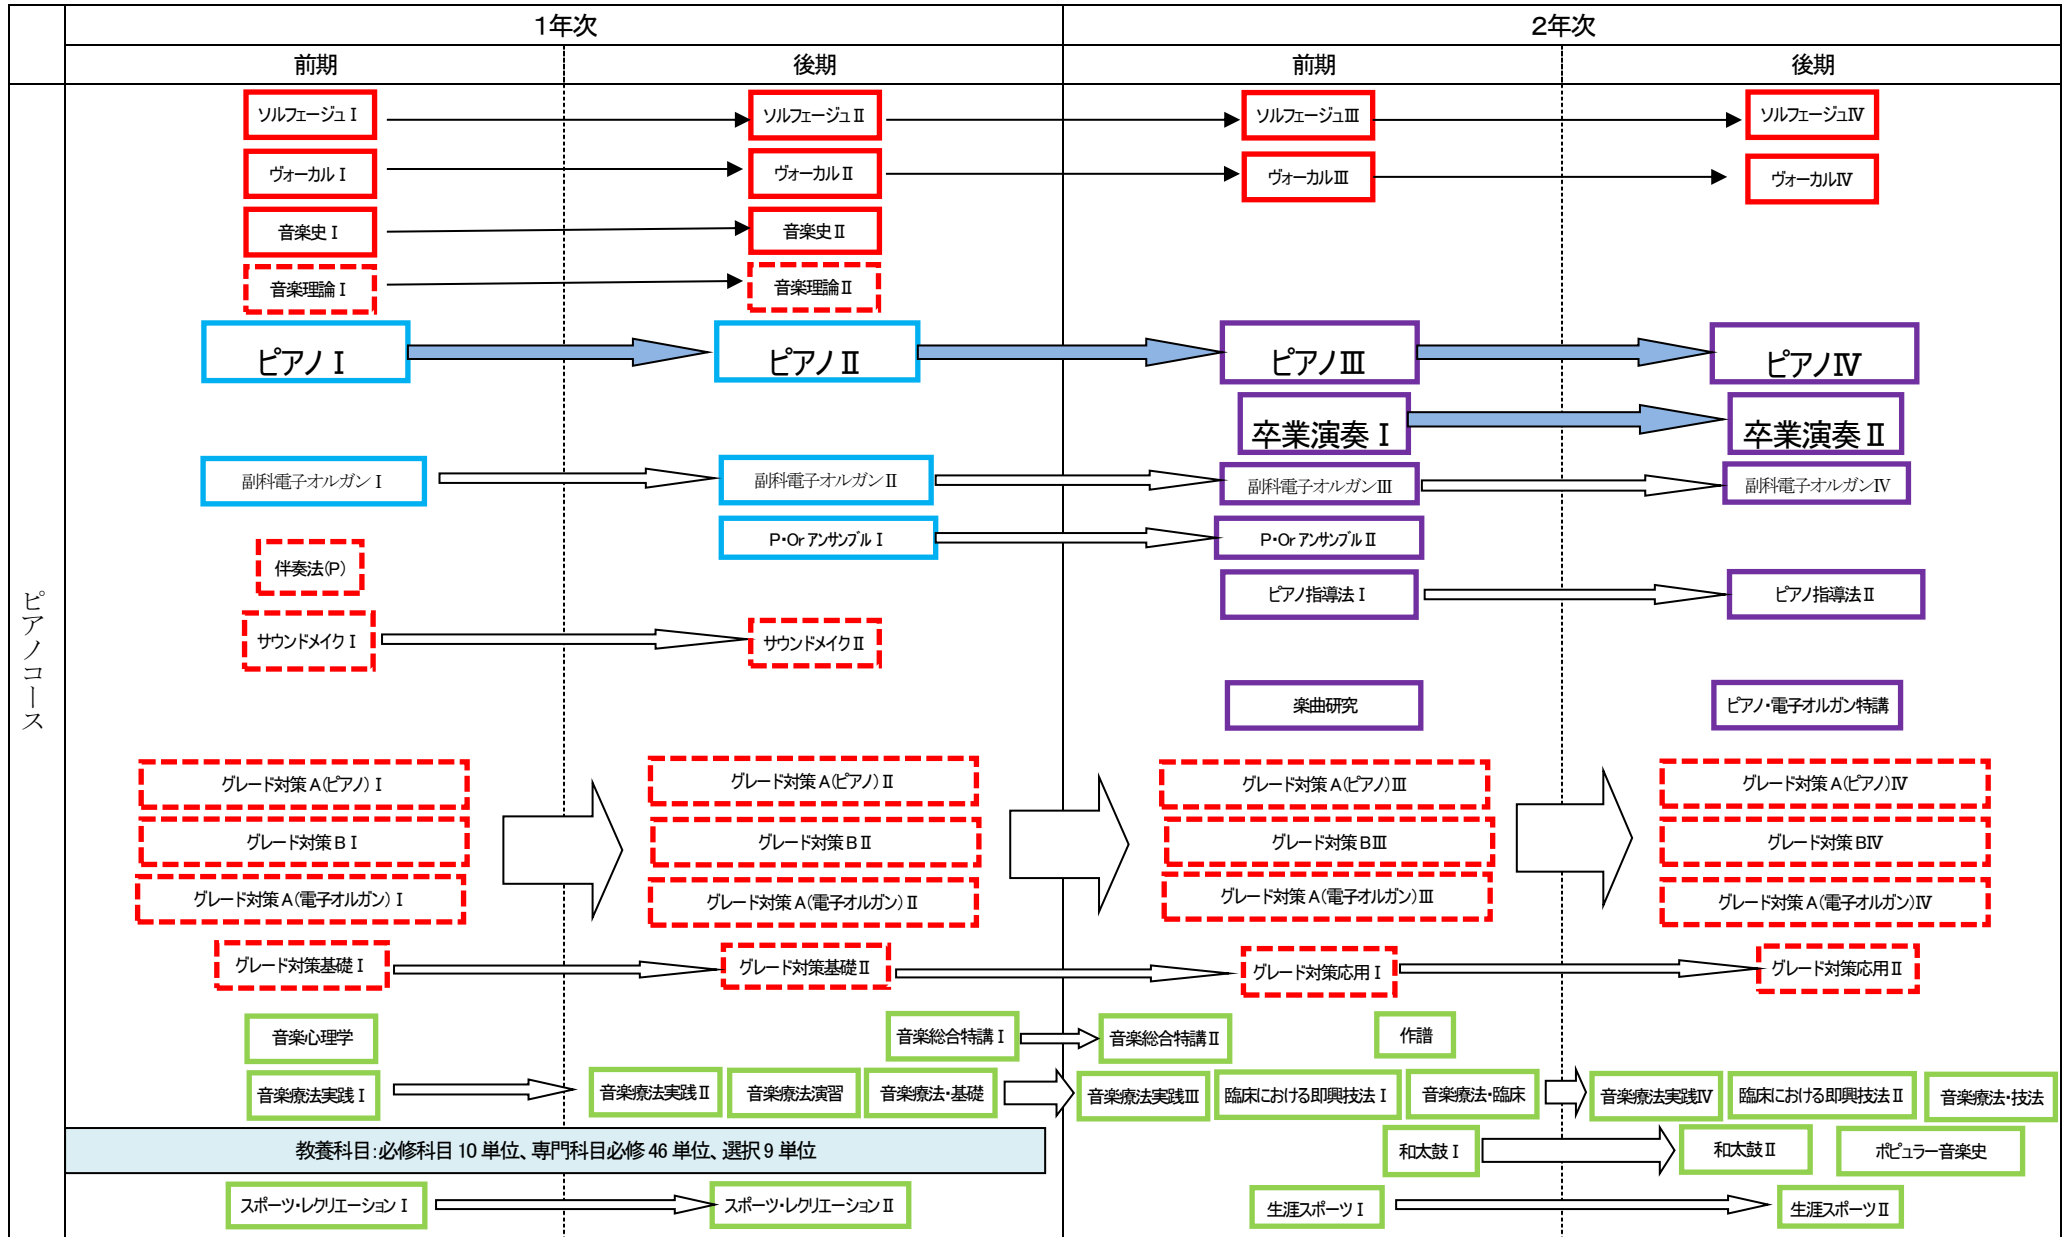 1年次 2年次
前期 後期 前期 後期
ピアノコース
ソルフェージュⅠ ソルフェージュⅡ ソルフェージュⅢ ソルフェージュⅣ
ヴォーカルⅠ ヴォーカルⅡ ヴォーカルⅢ ヴォーカルⅣ
音楽史Ⅰ 音楽史Ⅱ
音楽理論Ⅰ 音楽理論Ⅱ
ピアノⅠ ピアノⅡ ピアノⅢ ピアノⅣ
卒業演奏Ⅰ 卒業演奏Ⅱ
副科電子オルガンⅠ 副科電子オルガンⅡ 副科電子オルガンⅢ 副科電子オルガンⅣ
P・OrアンサンブルⅠ P・OrアンサンブルⅡ
伴奏法(P)
ピアノ指導法Ⅰ ピアノ指導法Ⅱ
サウンドメイクⅠ サウンドメイクⅡ
楽曲研究 ピアノ・電子オルガン特講
グレード対策A(ピアノ)Ⅰ グレード対策A(ピアノ)Ⅱ グレード対策A(ピアノ)Ⅲ グレード対策A(ピアノ)Ⅳ
グレード対策BⅠ グレード対策BⅡ グレード対策BⅢ グレード対策BⅣ
グレード対策A(電子オルガン)Ⅰ グレード対策A(電子オルガン)Ⅱ グレード対策A(電子オルガン)Ⅲ グレード対策A(電子オルガン)Ⅳ
グレード対策基礎Ⅰ グレード対策基礎Ⅱ グレード対策応用Ⅰ グレード対策応用Ⅱ
音楽心理学 音楽総合特講Ⅰ 音楽総合特講Ⅱ 作譜
音楽療法実践Ⅰ 音楽療法実践Ⅱ 音楽療法演習 音楽療法・基礎 音楽療法実践Ⅲ 臨床における即興技法Ⅰ 音楽療法・臨床 音楽療法実践Ⅳ 臨床における即興技法Ⅱ 音楽療法・技法
教養科目:必修科目10単位、専門科目必修46単位、選択9単位 和太鼓Ⅰ 和太鼓Ⅱ ポピュラー音楽史
スポーツ・レクリエーションⅠ スポーツ・レクリエーションⅡ 生涯スポーツⅠ 生涯スポーツⅡ